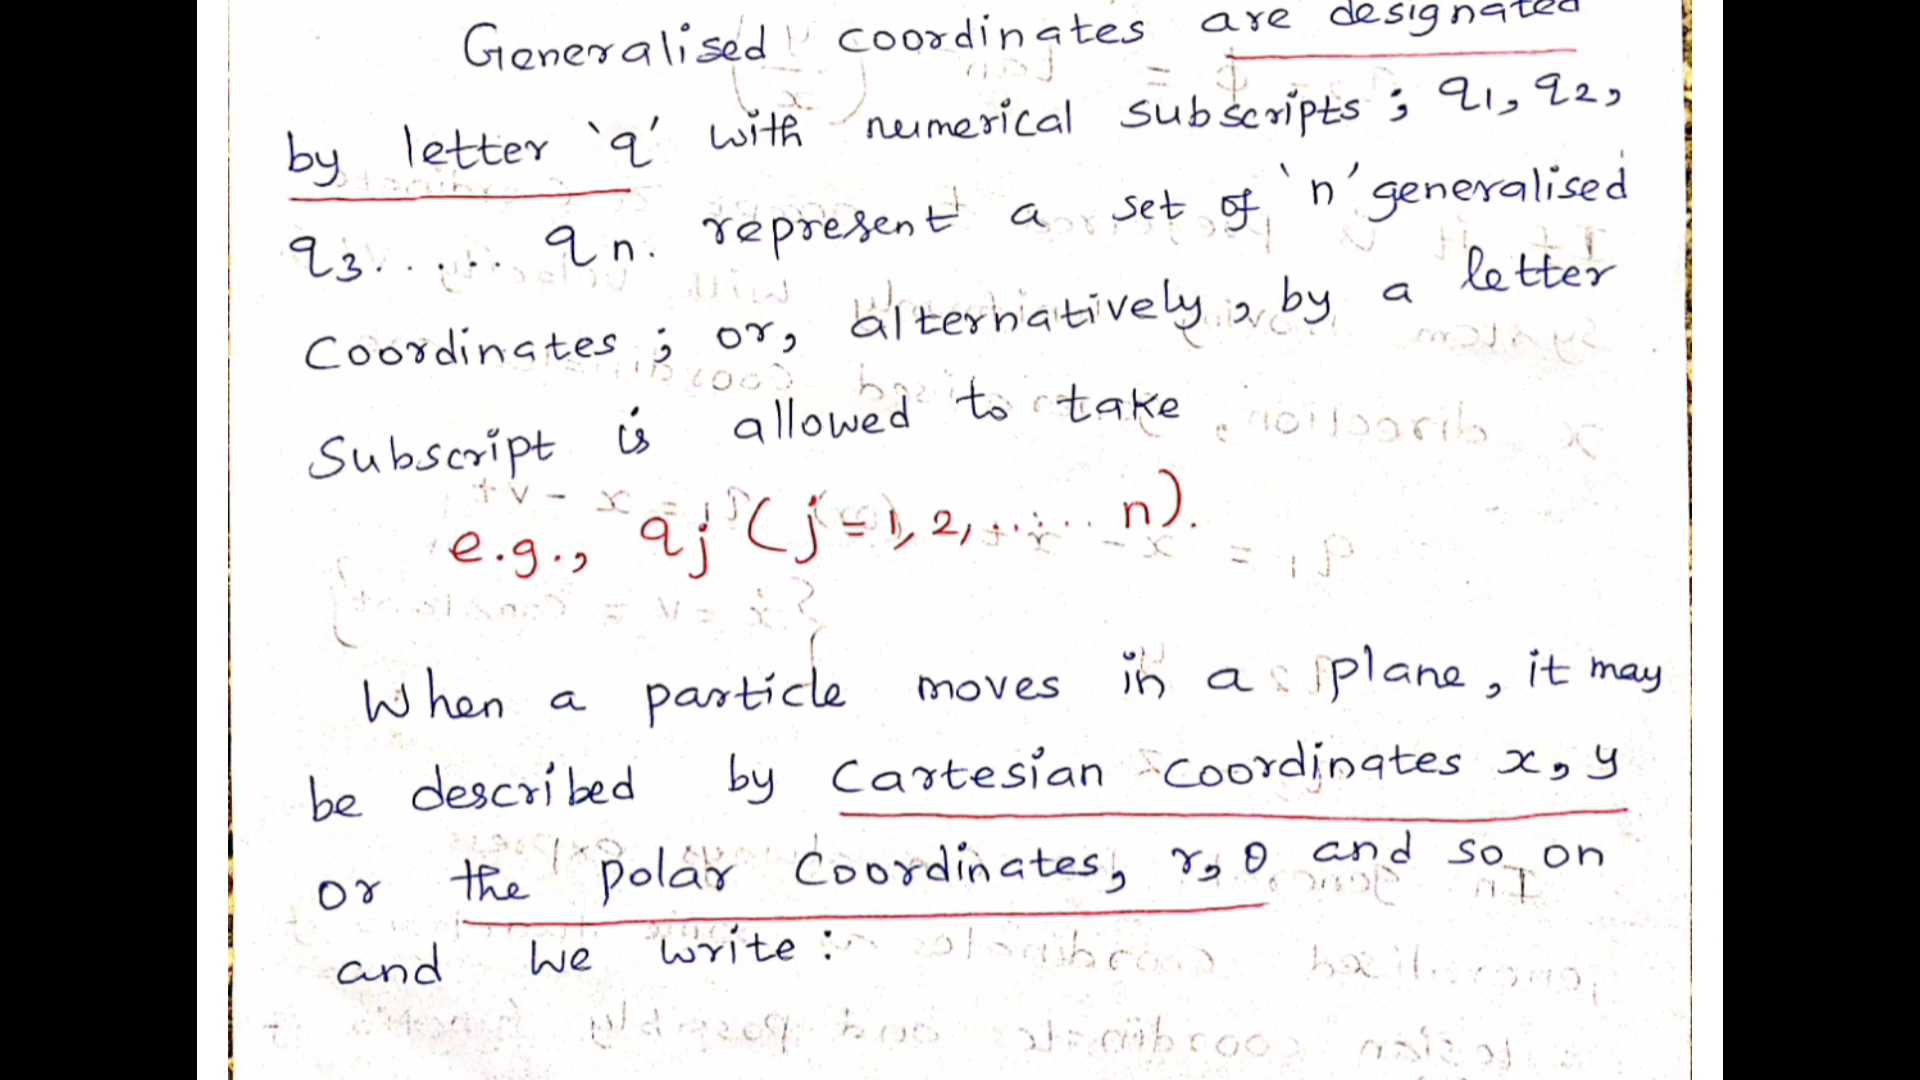 Generalised coordinates are designated
by letter 'q' with numerical subscripts; q1, q2,
q3...... qn. represent a set of 'n' generalised
Coordinates; or, alternatively, by a letter
Subscript is allowed to take
e.g., qj (j=1, 2, ...... n).
When a particle moves in a plane, it may
be described by Cartesian coordinates x, y
or the Polar Coordinates, r, θ and so on
and we write: